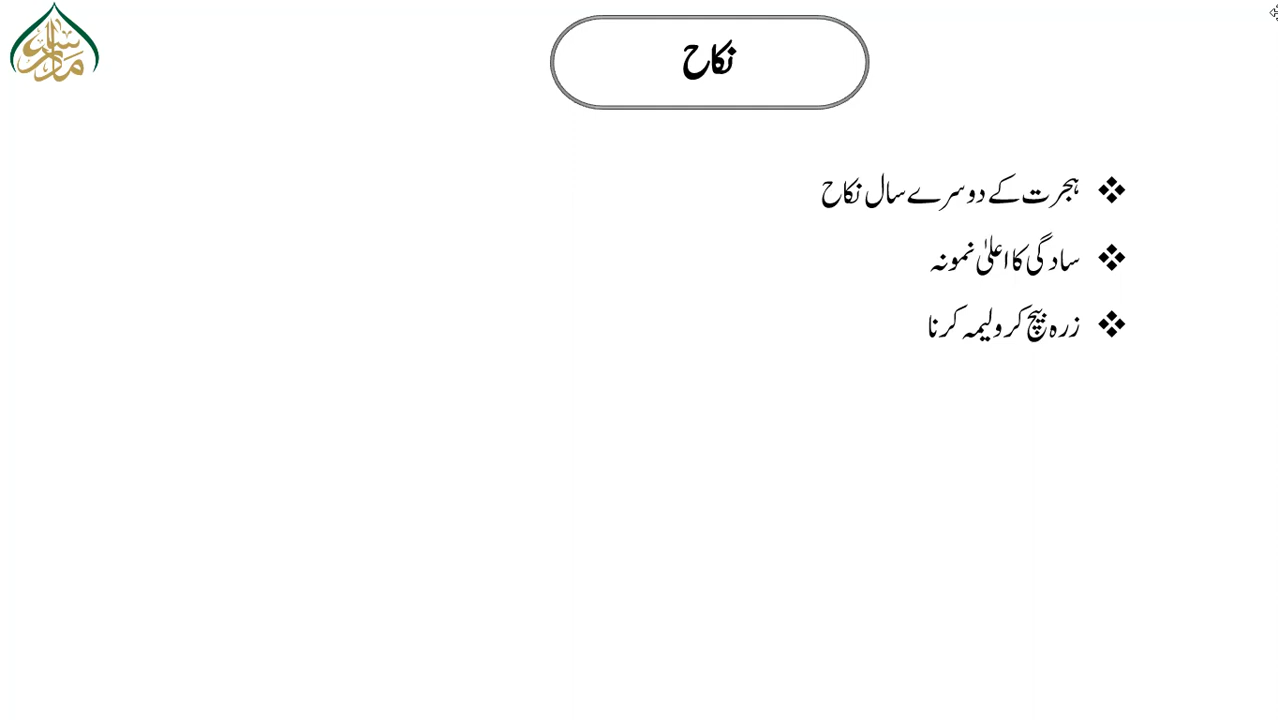 نکاح
ہجرت کے دوسرے سال نکاح
سادگی کا اعلیٰ نمونہ
زرہ بیچ کر ولیمہ کرنا